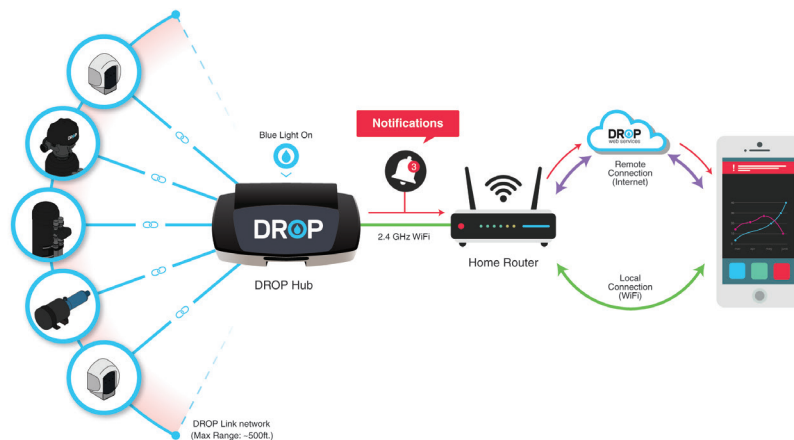 Notifications
3
Blue Light On
DROP
DROP
DROP Hub
2.4 GHz WiFi
Home Router
DROP
web services
Remote
Connection
(Internet)
Local
Connection
(WiFi)
DROP Link network
(Max Range: ~500ft.)